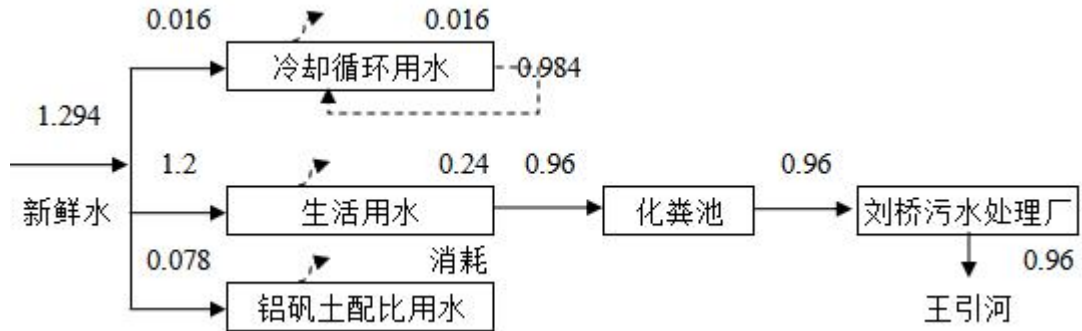 0.016 0.016
冷却循环用水 0.984
1.294
1.2 0.24 0.96 0.96
新鲜水 生活用水 化粪池 刘桥污水处理厂
0.078 消耗 0.96
铝矾土配比用水 王引河